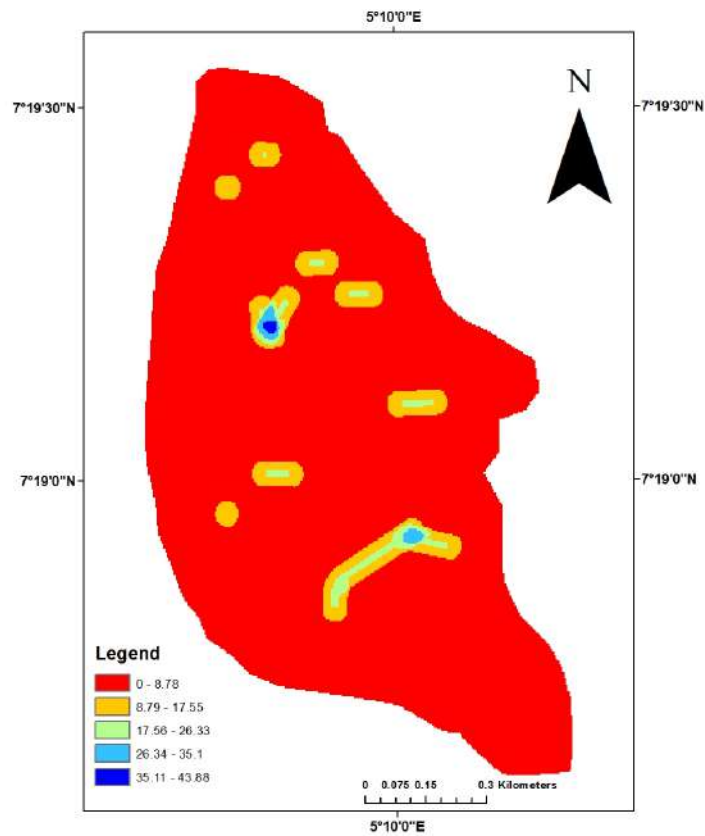 5°10'0"E
7°19'30"N
7°19'30"N
N
7°19'0"N
7°19'0"N
Legend
0 - 8.78
8.79 - 17.55
17.56 - 26.33
26.34 - 35.1
35.11 - 43.88
0 0.075 0.15 0.3 Kilometers
5°10'0"E